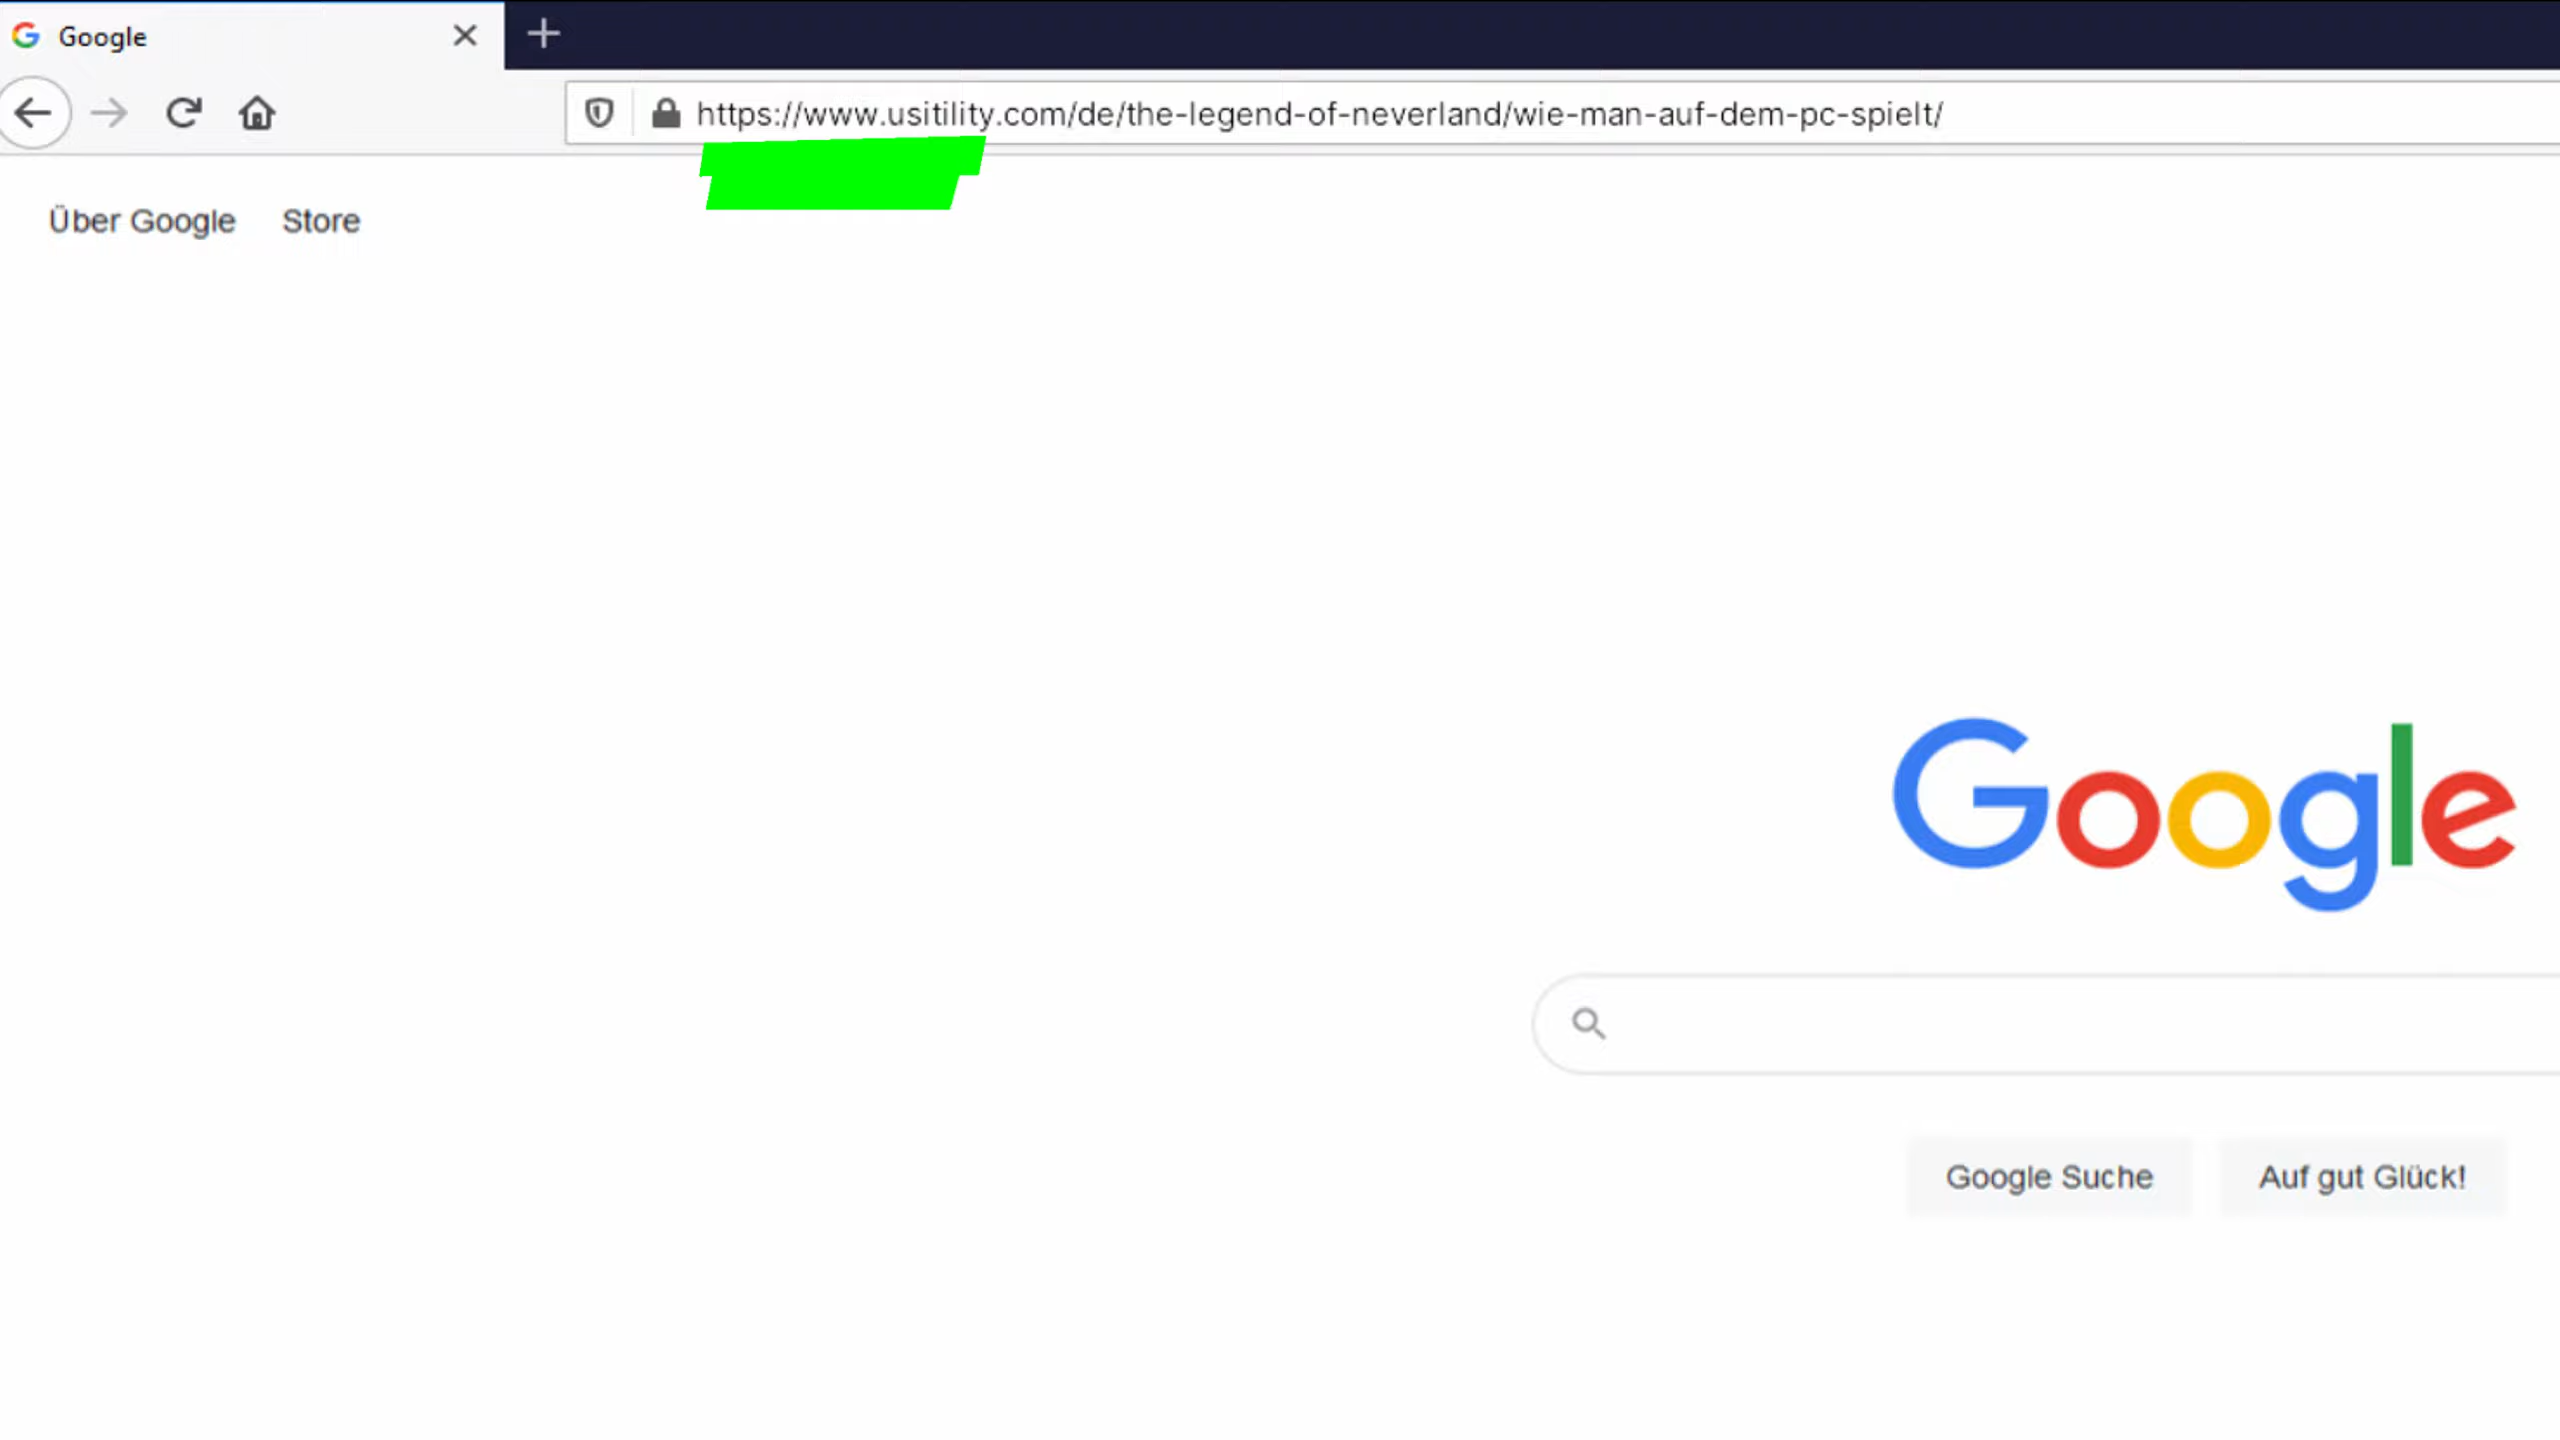 Google
https://www.usitility.com/de/the-legend-of-neverland/wie-man-auf-dem-pc-spielt/
Über Google Store
Google
Google Suche Auf gut Glück!